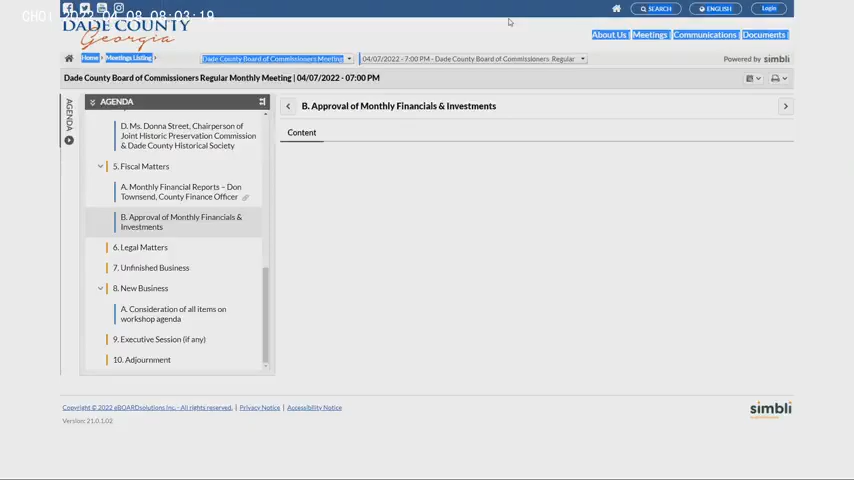 CH01 2022-04-08 08:03:19
SEARCH
ENGLISH
Login
DADE COUNTY
Georgia
About Us | Meetings | Communications | Documents |
Home
Meetings Listing
Dade County Board of Commissioners Meeting
04/07/2022 - 7:00 PM - Dade County Board of Commissioners Regular
Powered by simbli
Dade County Board of Commissioners Regular Monthly Meeting | 04/07/2022 - 07:00 PM
AGENDA
AGENDA
D. Ms. Donna Street, Chairperson of
Joint Historic Preservation Commission
& Dade County Historical Society
5. Fiscal Matters
A. Monthly Financial Reports – Don
Townsend, County Finance Officer
B. Approval of Monthly Financials &
Investments
6. Legal Matters
7. Unfinished Business
8. New Business
A. Consideration of all items on
workshop agenda
9. Executive Session (if any)
10. Adjournment
B. Approval of Monthly Financials & Investments
Content
Copyright © 2022 eBOARDsolutions Inc. - All rights reserved. | Privacy Notice | Accessibility Notice
Version: 21.0.1.02
simbli